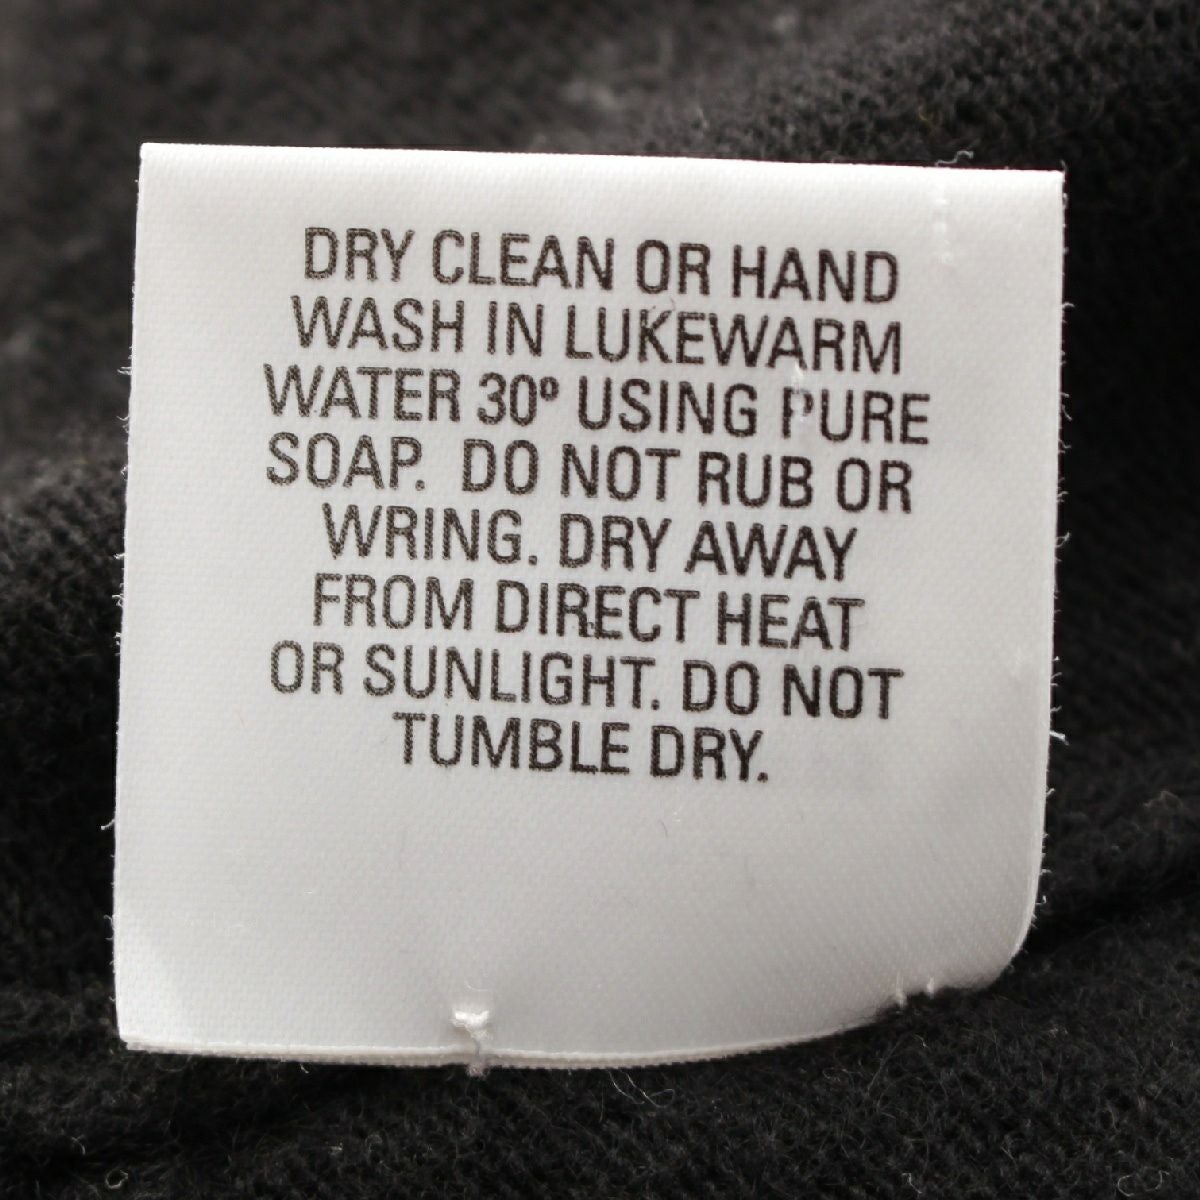 DRY CLEAN OR HAND
WASH IN LUKEWARM
WATER 30º USING PURE
SOAP. DO NOT RUB OR
WRING. DRY AWAY
FROM DIRECT HEAT
OR SUNLIGHT. DO NOT
TUMBLE DRY.